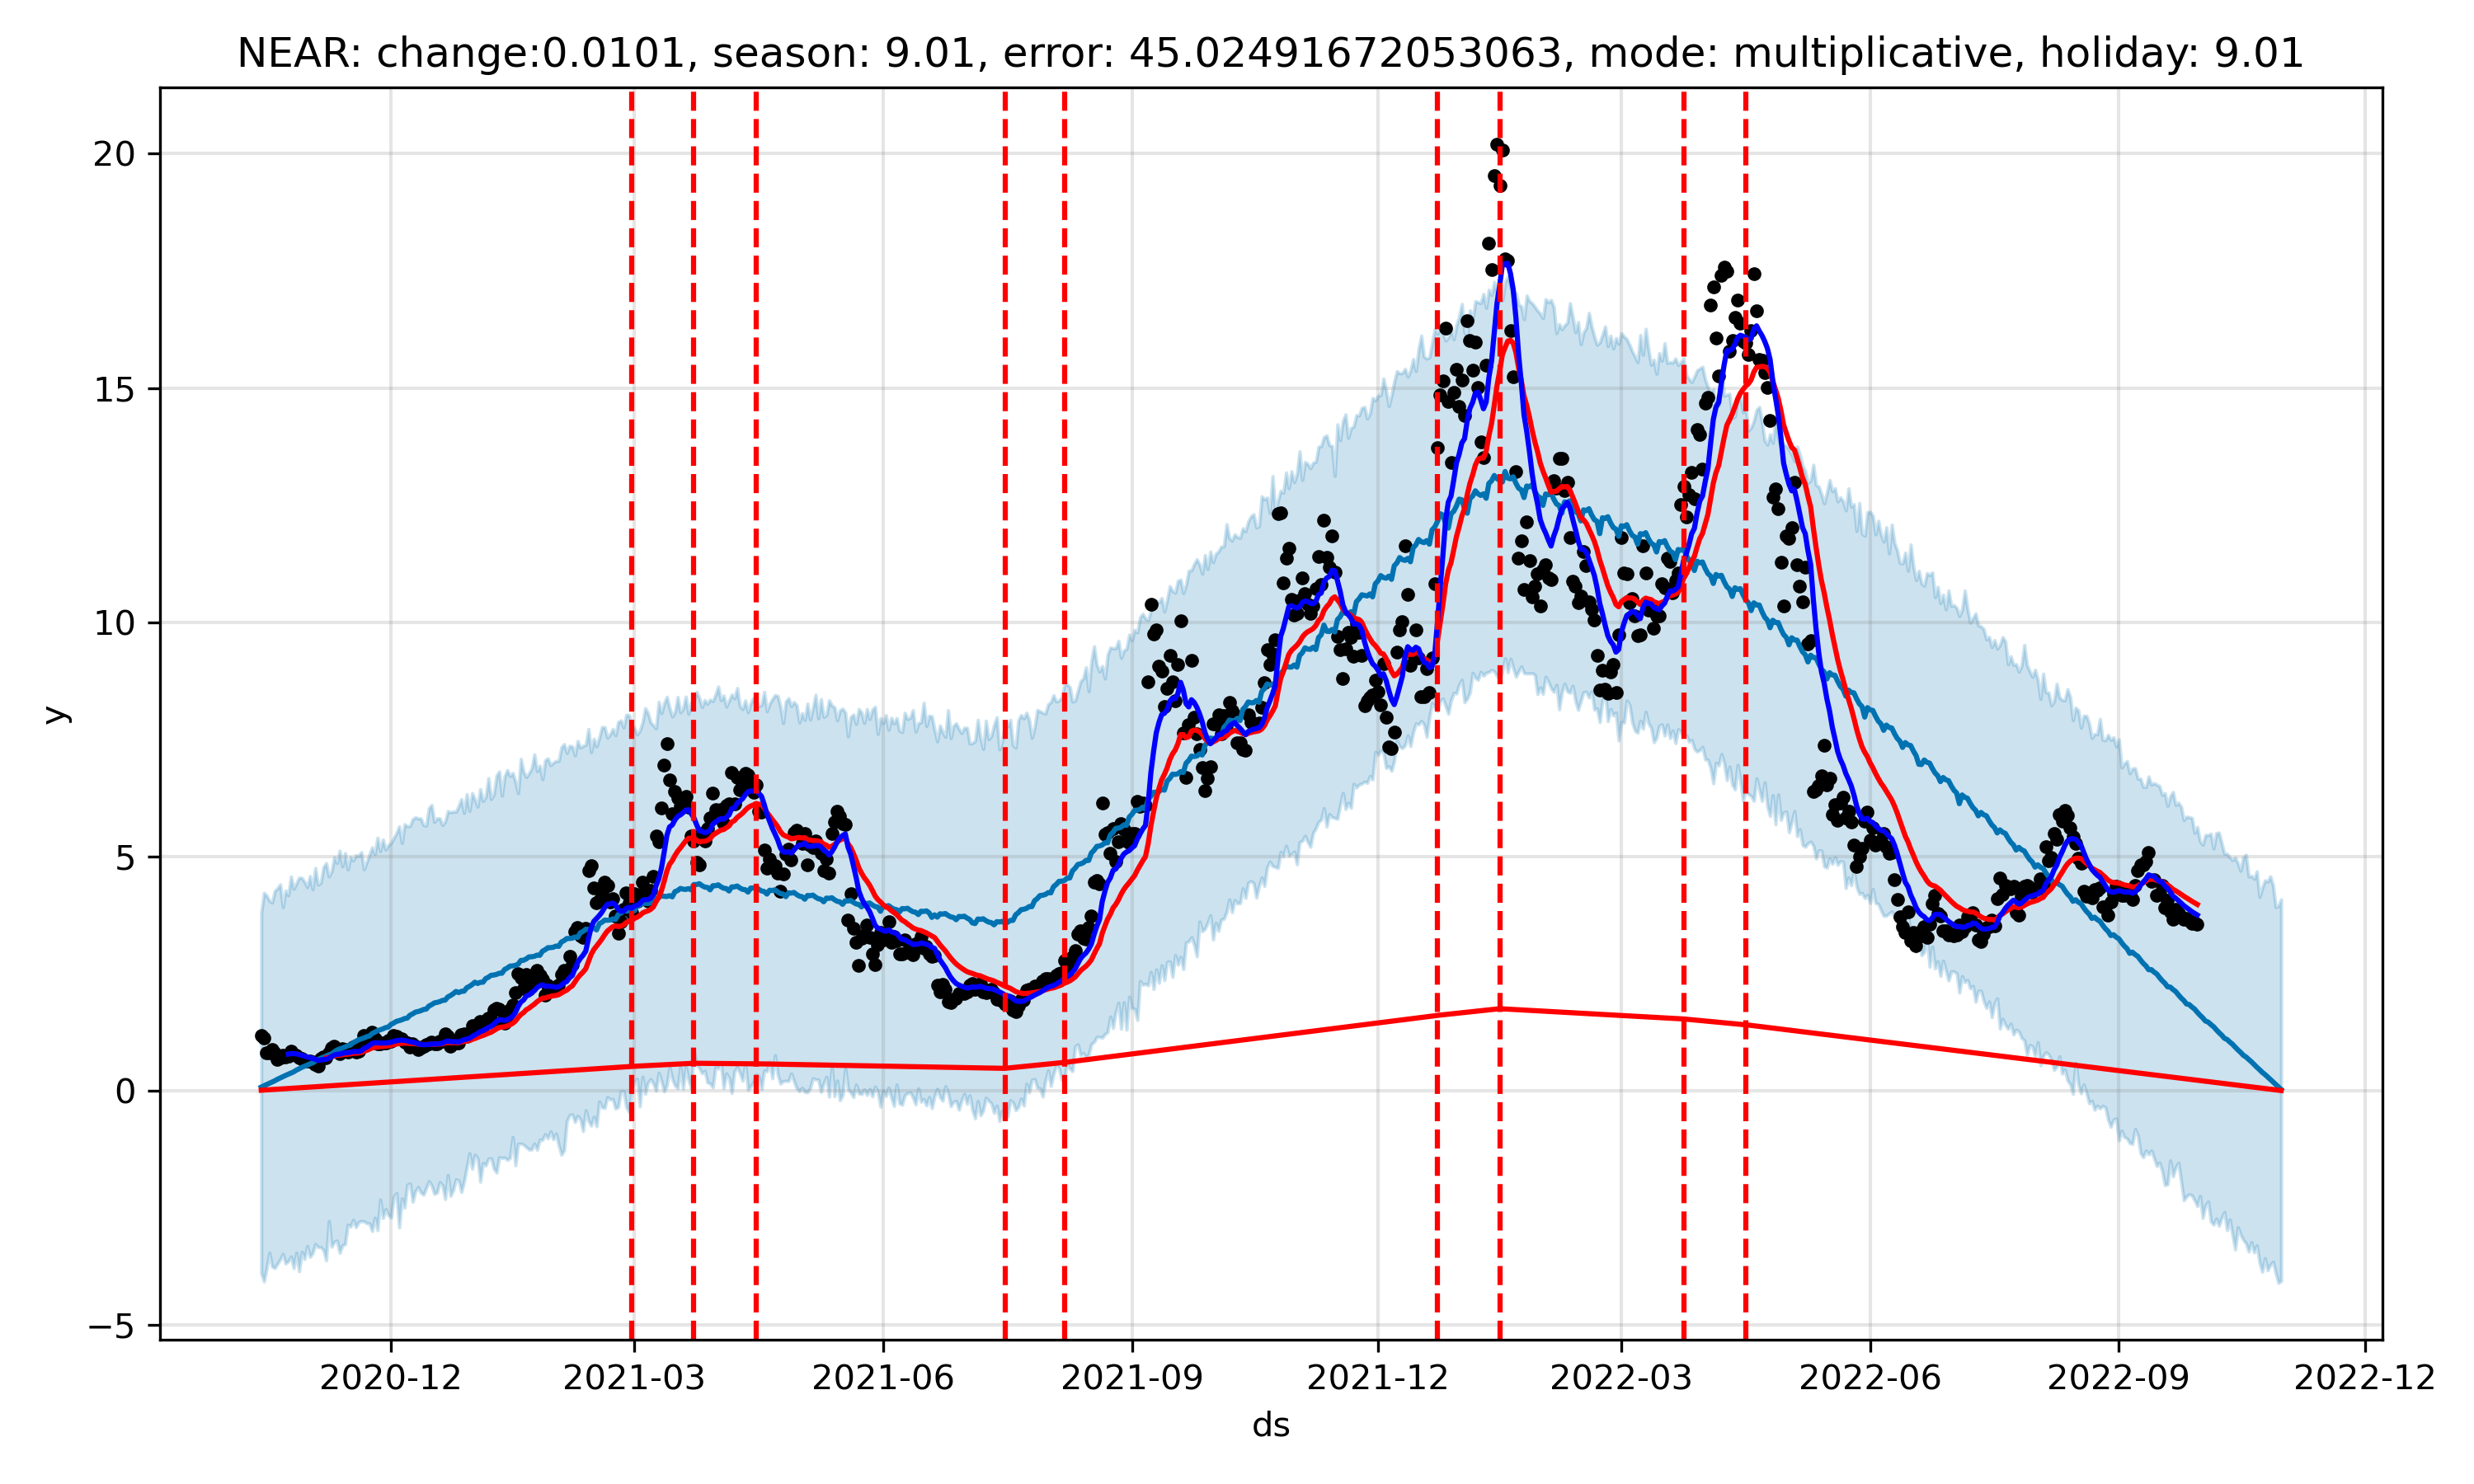 NEAR: change:0.0101, season: 9.01, error: 45.02491672053063, mode: multiplicative, holiday: 9.01
20
15
10
5
0
−5
y
2020-12 2021-03 2021-06 2021-09 2021-12 2022-03 2022-06 2022-09 2022-12
ds